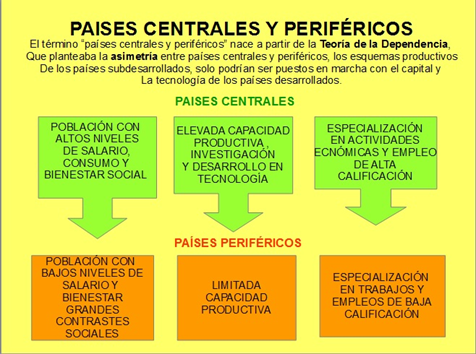 PAISES CENTRALES Y PERIFÉRICOS
El término "países centrales y periféricos" nace a partir de la Teoría de la Dependencia,
Que planteaba la asimetría entre países centrales y periféricos, los esquemas productivos
De los países subdesarrollados, solo podrían ser puestos en marcha con el capital y
La tecnología de los países desarrollados.
PAISES CENTRALES
POBLACIÓN CON
ALTOS NIVELES
DE SALARIO,
CONSUMO Y
BIENESTAR SOCIAL
ELEVADA CAPACIDAD
PRODUCTIVA ,
INVESTIGACIÓN
Y DESARROLLO EN
TECNOLOGÍA
ESPECIALIZACIÓN
EN ACTIVIDADES
ECNÓMICAS Y EMPLEO
DE ALTA
CALIFICACIÓN
PAÍSES PERIFÉRICOS
POBLACIÓN CON
BAJOS NIVELES DE
SALARIO Y
BIENESTAR
GRANDES
CONTRASTES
SOCIALES
LIMITADA
CAPACIDAD
PRODUCTIVA
ESPECIALIZACIÓN
EN TRABAJOS Y
EMPLEOS DE BAJA
CALIFICACIÓN